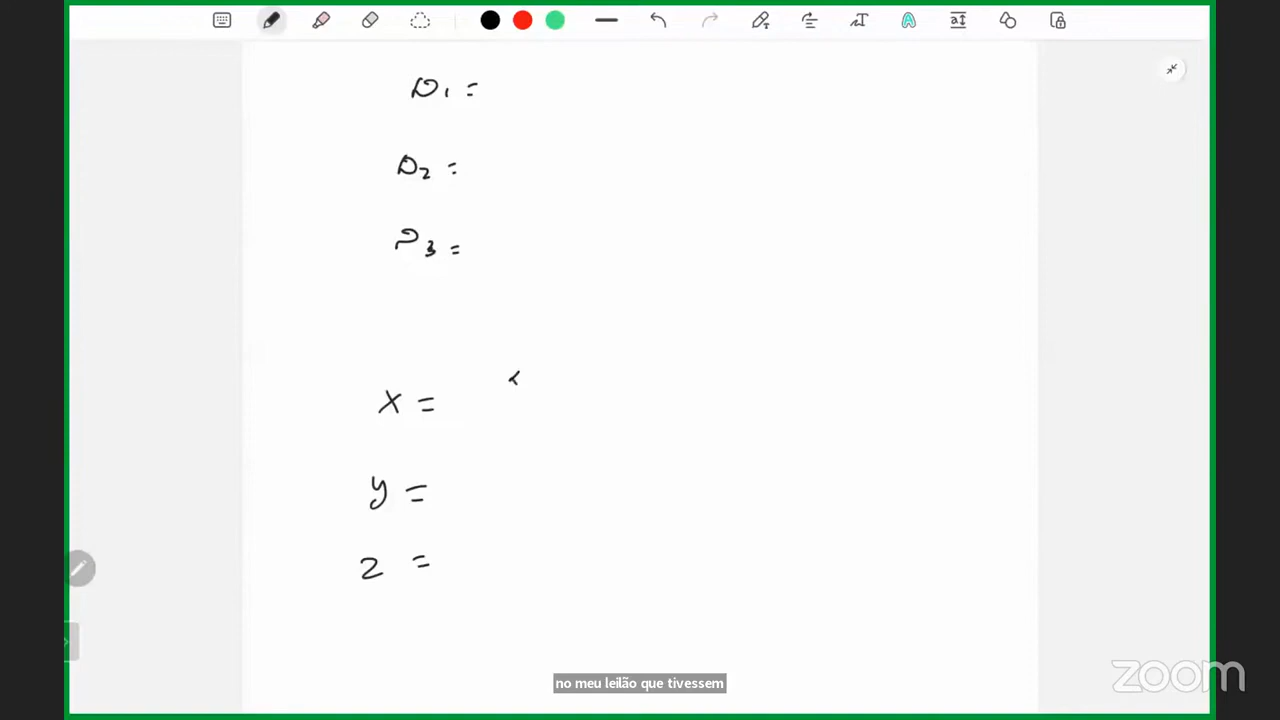 D1 =
D2 =
D3 =
x =
y =
z =
no meu leilão que tivessem
zoom